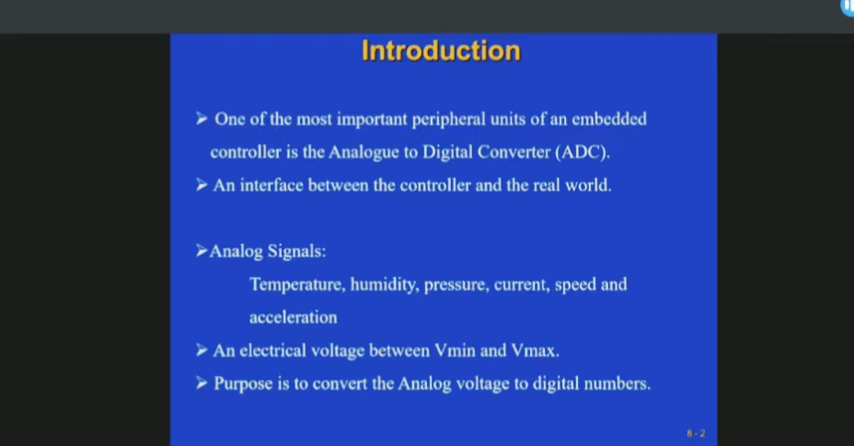 Introduction
➢ One of the most important peripheral units of an embedded
controller is the Analogue to Digital Converter (ADC).
➢ An interface between the controller and the real world.
➢Analog Signals:
Temperature, humidity, pressure, current, speed and
acceleration
➢ An electrical voltage between Vmin and Vmax.
➢ Purpose is to convert the Analog voltage to digital numbers.
8 - 2